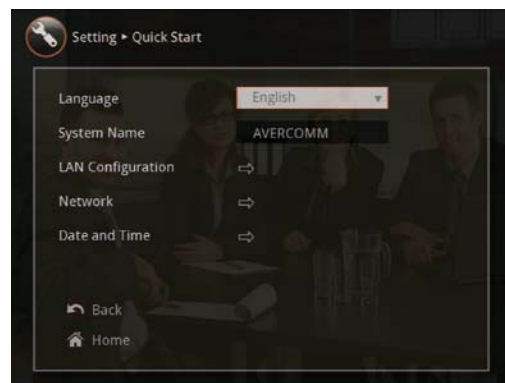 Setting ▸ Quick Start
Language English
System Name AVERCOMM
LAN Configuration
Network
Date and Time
Back
Home